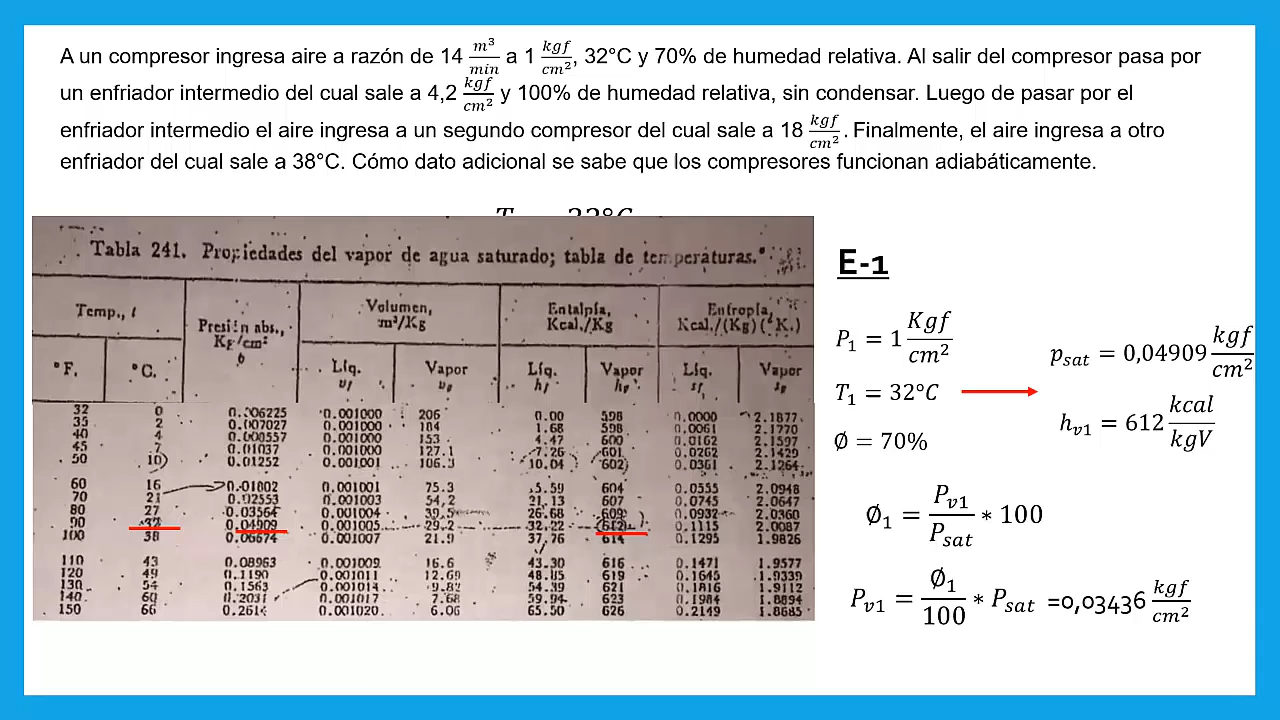 A un compresor ingresa aire a razón de 14 m³/min a 1 kgf/cm², 32°C y 70% de humedad relativa. Al salir del compresor pasa por
un enfriador intermedio del cual sale a 4,2 kgf/cm² y 100% de humedad relativa, sin condensar. Luego de pasar por el
enfriador intermedio el aire ingresa a un segundo compresor del cual sale a 18 kgf/cm². Finalmente, el aire ingresa a otro
enfriador del cual sale a 38°C. Cómo dato adicional se sabe que los compresores funcionan adiabáticamente.
Tabla 241. Propiedades del vapor de agua saturado; tabla de temperaturas.
Temp., t Presión abs., Kg/cm² Volumen, m³/Kg Entalpía, Kcal./Kg Entropía, Kcal./(Kg)(°K.)
°F. °C. Líq. Vapor Líq. Vapor Líq. Vapor
32 0 0.006225 0.001000 206 0.00 598 0.0000 2.1877
35 2 0.007027 0.001000 184 1.68 598 0.0061 2.1770
40 4 0.008557 0.001000 153 4.47 600 0.0162 2.1597
45 7 0.01037 0.001000 127.1 7.26 601 0.0262 2.1429
50 10 0.01252 0.001001 106.3 10.04 602 0.0361 2.1264
60 16 0.01802 0.001001 75.3 5.59 604 0.0555 2.0948
70 21 0.02553 0.001003 54,2 21.13 607 0.0745 2.0647
80 27 0.03564 0.001004 39.5 26.68 609 0.0932 2.0360
90 32 0.04909 0.001005 29.2 32.22 612 0.1115 2.0087
100 38 0.06674 0.001007 21.9 37,76 614 0.1295 1.9826
110 43 0.08963 0.001009 16.6 43.30 616 0.1471 1.9577
120 49 0.1190 0.001011 12.69 48.85 619 0.1645 1.9339
130 54 0.1563 0.001014 9.82 54.39 621 0.1816 1.9112
140 60 0.2031 0.001017 7.68 59.94 623 0.1984 1.8894
150 66 0.2614 0.001020 6.06 65.50 626 0.2149 1.8685
E-1
P₁ = 1 Kgf/cm²
T₁ = 32°C
Ø = 70%
p_sat = 0,04909 kgf/cm²
h_v1 = 612 kcal/kgV
Ø₁ = P_v1/P_sat * 100
P_v1 = Ø₁/100 * P_sat =0,03436 kgf/cm²